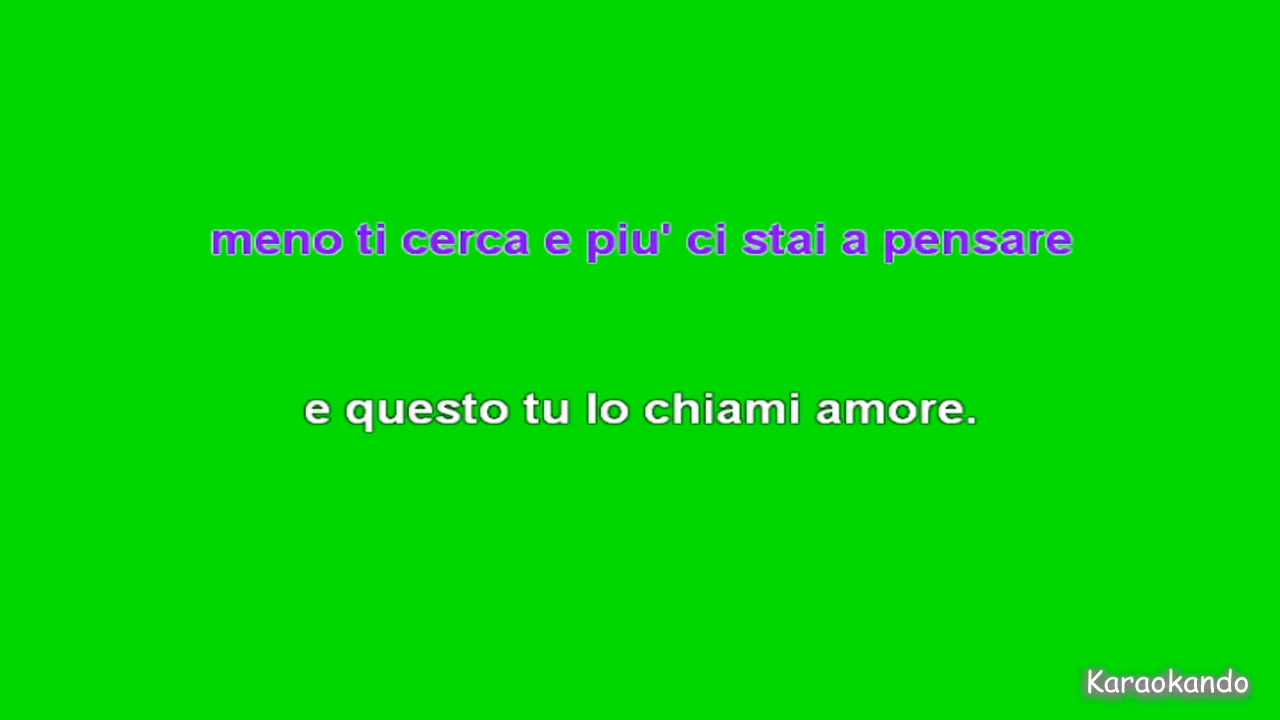 meno ti cerca e piu' ci stai a pensare
e questo tu lo chiami amore.
Karaokando